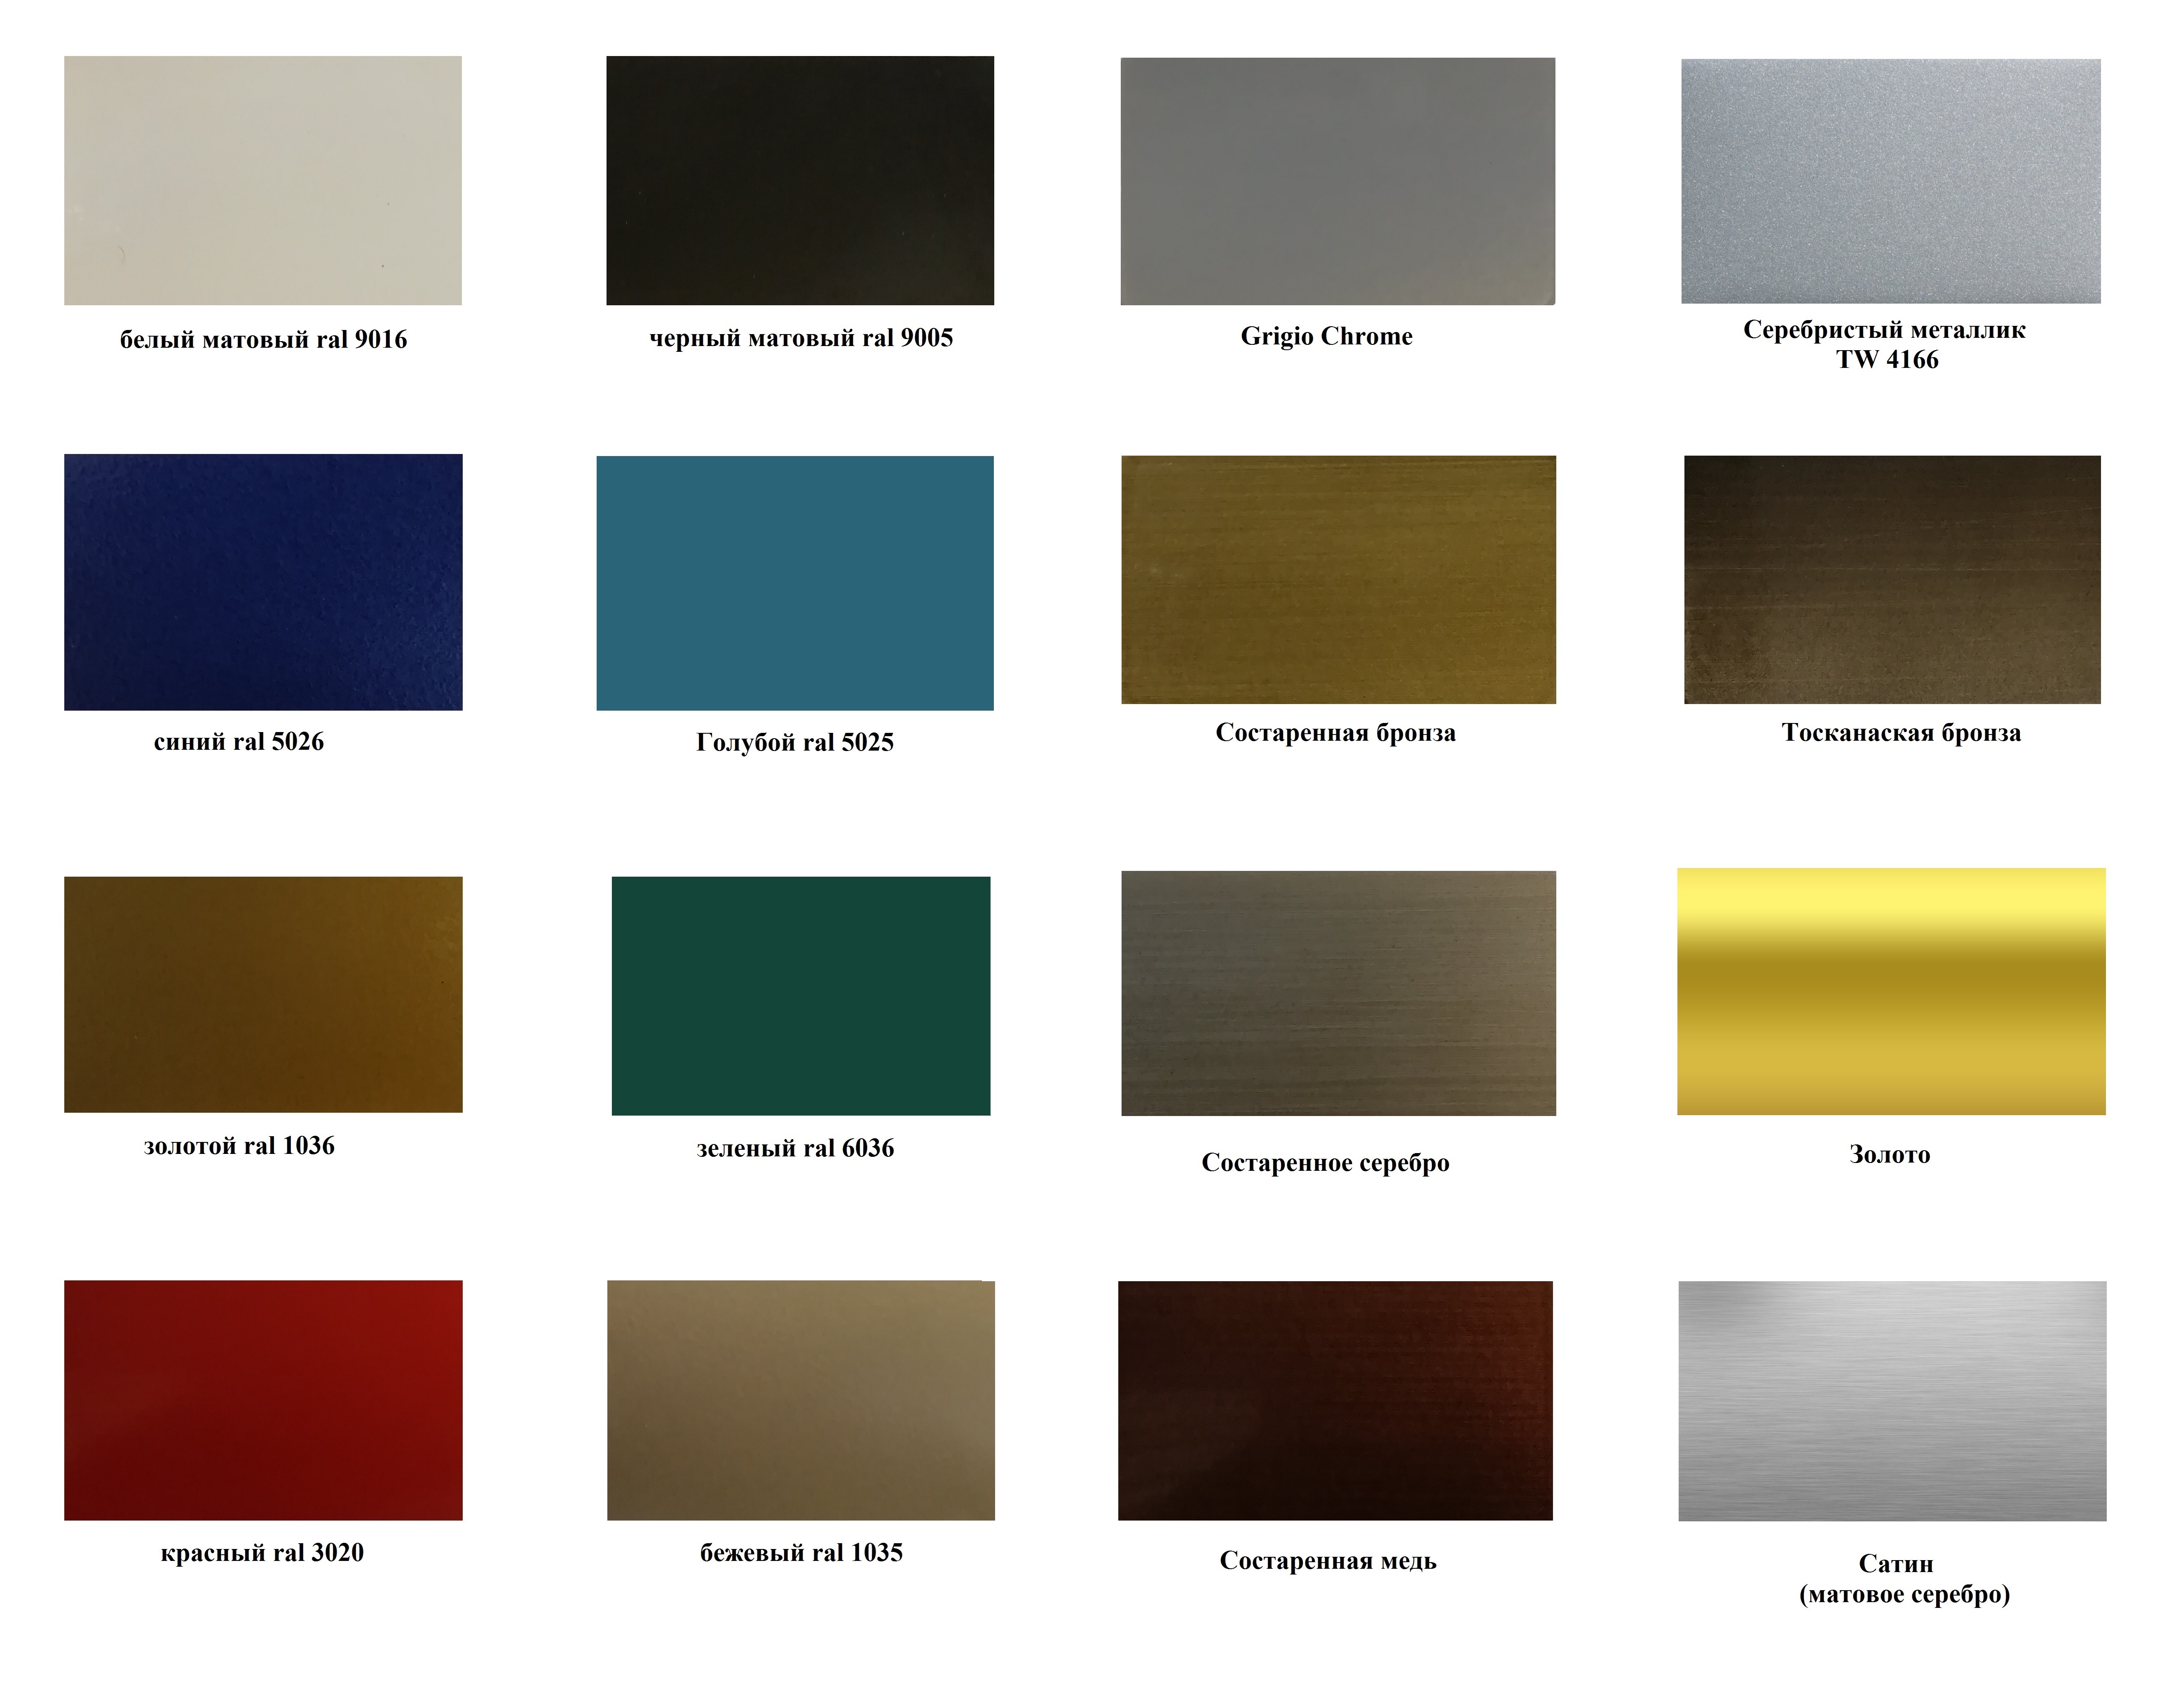 белый матовый ral 9016
черный матовый ral 9005
Grigio Chrome
Серебристый металлик
TW 4166
синий ral 5026
Голубой ral 5025
Состаренная бронза
Тосканаская бронза
золотой ral 1036
зеленый ral 6036
Состаренное серебро
Золото
красный ral 3020
бежевый ral 1035
Состаренная медь
Сатин
(матовое серебро)